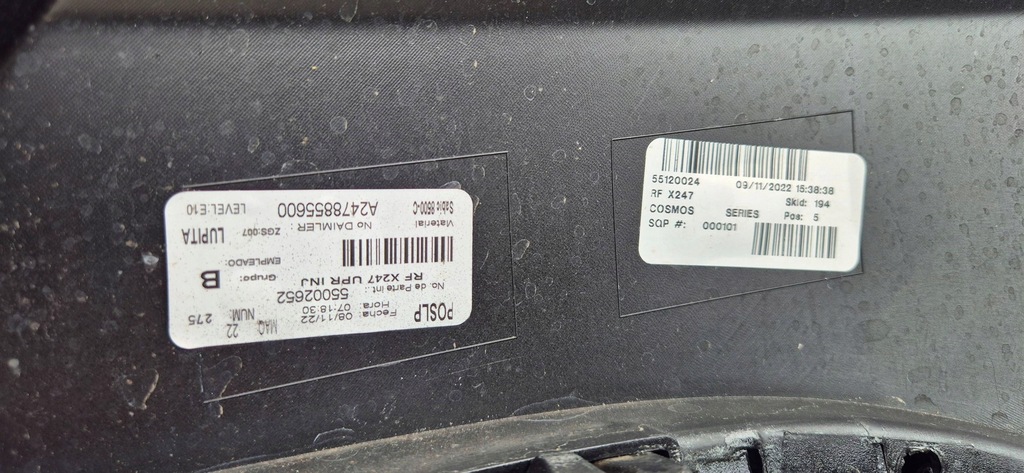 POSLP
Fecha: 08/11/22
Hora: 07:18:30
MAQ. 22
NUM: 275
No. de Parte int.:
55002652
RF X247 UPR INJ
Grupo: B
EMPLEADO:
LUPITA
Material
Sabic 6600-C
No DAIMLER:
A2478855600
ZGS:007
LEVEL:E10
55120024 09/11/2022 15:38:38
RF X247 Skid: 194
COSMOS SERIES Pos: 5
SQP #: 000101